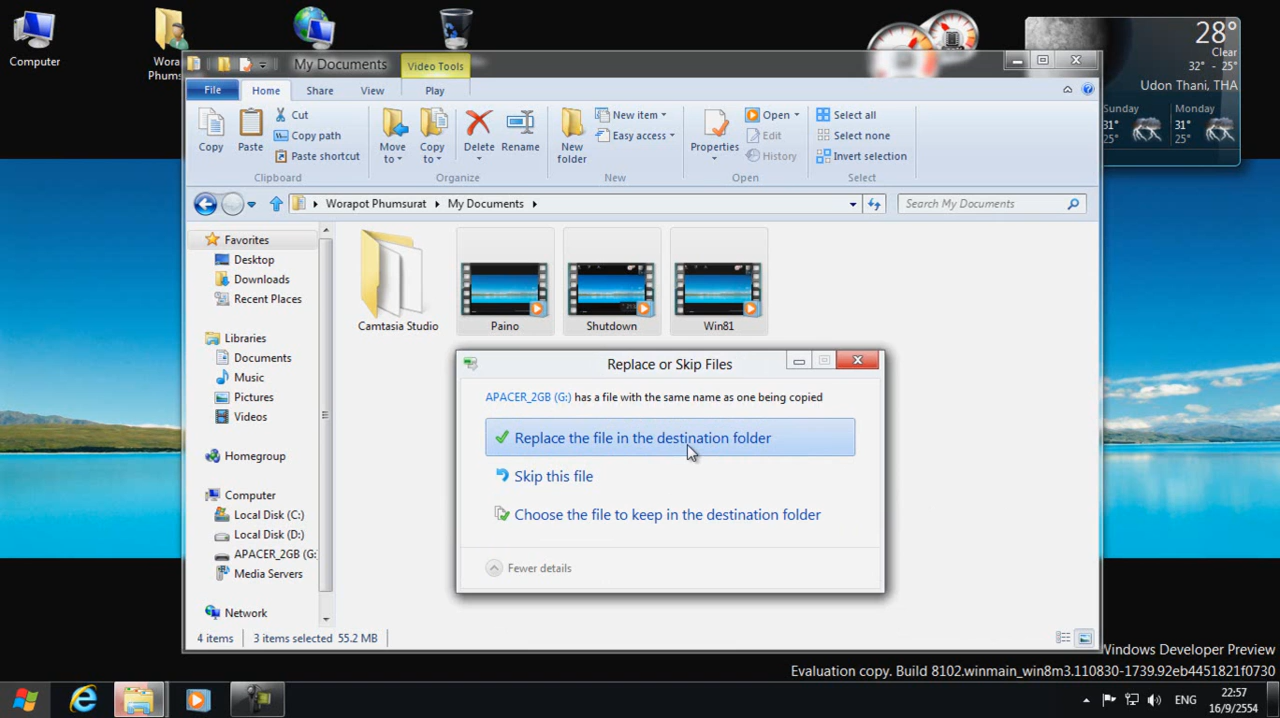 Computer
Wora
Phums
My Documents
Video Tools
File
Home
Share
View
Play
Copy
Paste
Cut
Copy path
Paste shortcut
Clipboard
Move
to
Copy
to
Delete
Rename
Organize
New
folder
New item
Easy access
New
Properties
Open
Edit
History
Open
Select all
Select none
Invert selection
Select
Worapot Phumsurat
My Documents
Search My Documents
Favorites
Desktop
Downloads
Recent Places
Libraries
Documents
Music
Pictures
Videos
Homegroup
Computer
Local Disk (C:)
Local Disk (D:)
APACER_2GB (G:
Media Servers
Network
Camtasia Studio
Paino
Shutdown
Win81
Replace or Skip Files
APACER_2GB (G:) has a file with the same name as one being copied
Replace the file in the destination folder
Skip this file
Choose the file to keep in the destination folder
Fewer details
4 items
3 items selected 55.2 MB
28°
Clear
32° - 25°
Udon Thani, THA
Sunday
31°
25°
Monday
31°
25°
Windows Developer Preview
Evaluation copy. Build 8102.winmain_win8m3.110830-1739.92eb4451821f0730
ENG
22:57
16/9/2554